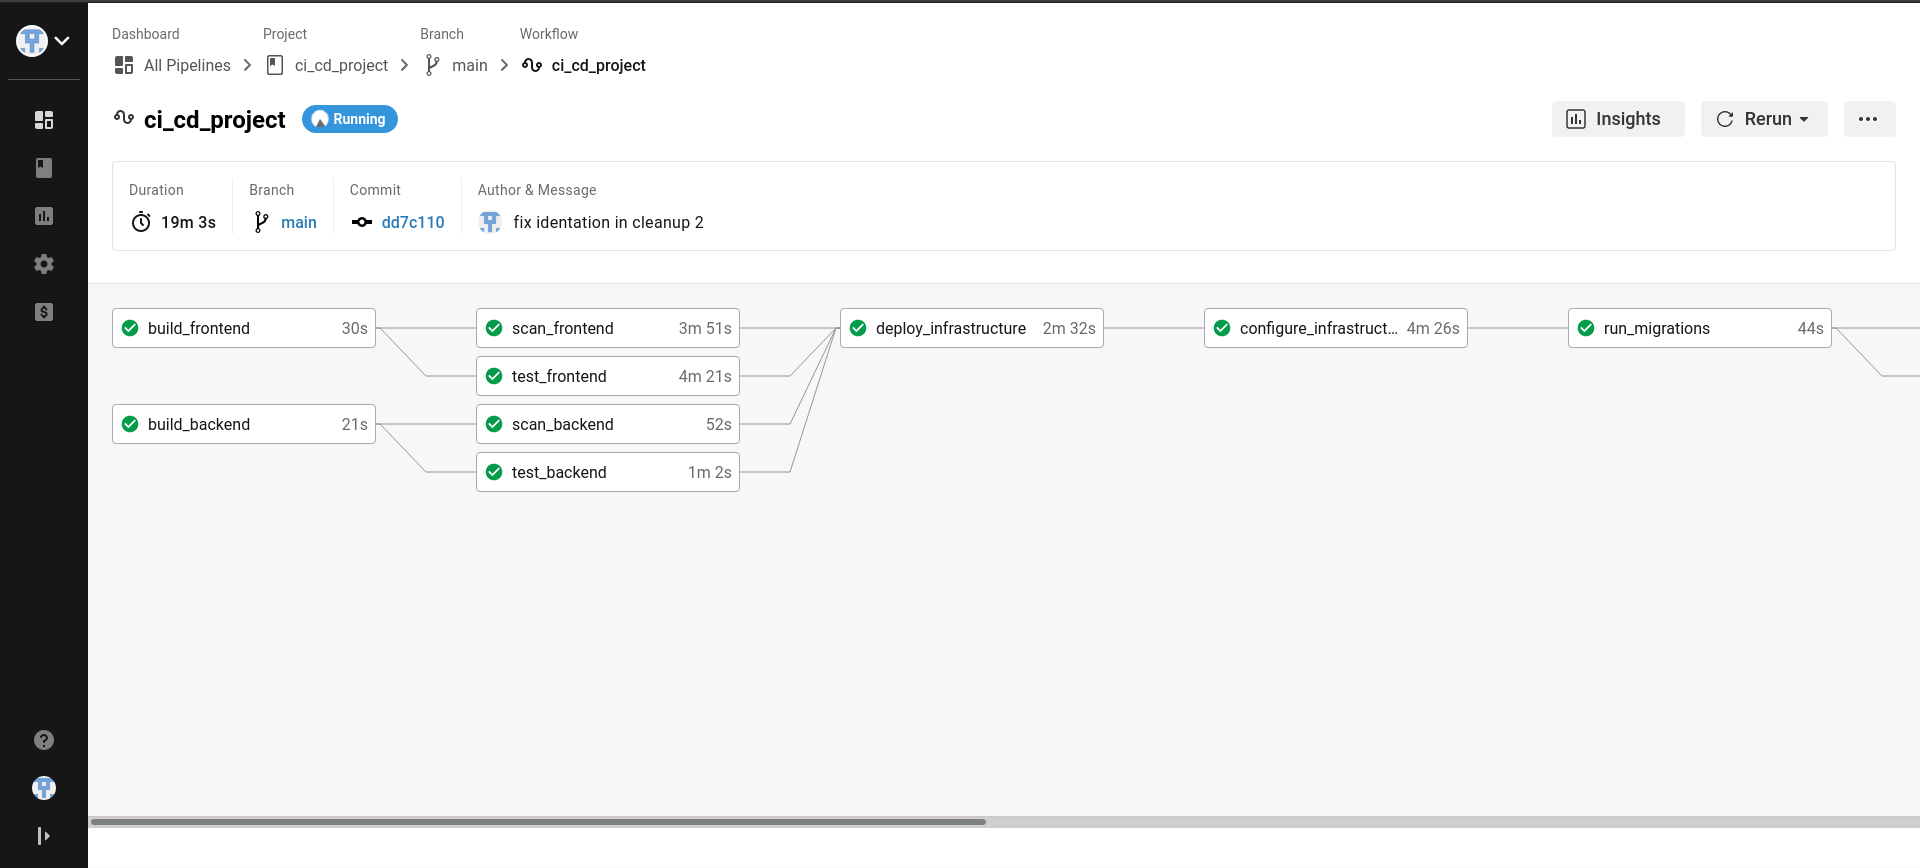 Dashboard Project Branch Workflow
All Pipelines ci_cd_project main ci_cd_project
ci_cd_project Running Insights Rerun
Duration Branch Commit Author & Message
19m 3s main dd7c110 fix identation in cleanup 2
build_frontend 30s scan_frontend 3m 51s deploy_infrastructure 2m 32s configure_infrastruct... 4m 26s run_migrations 44s
test_frontend 4m 21s
build_backend 21s scan_backend 52s
test_backend 1m 2s